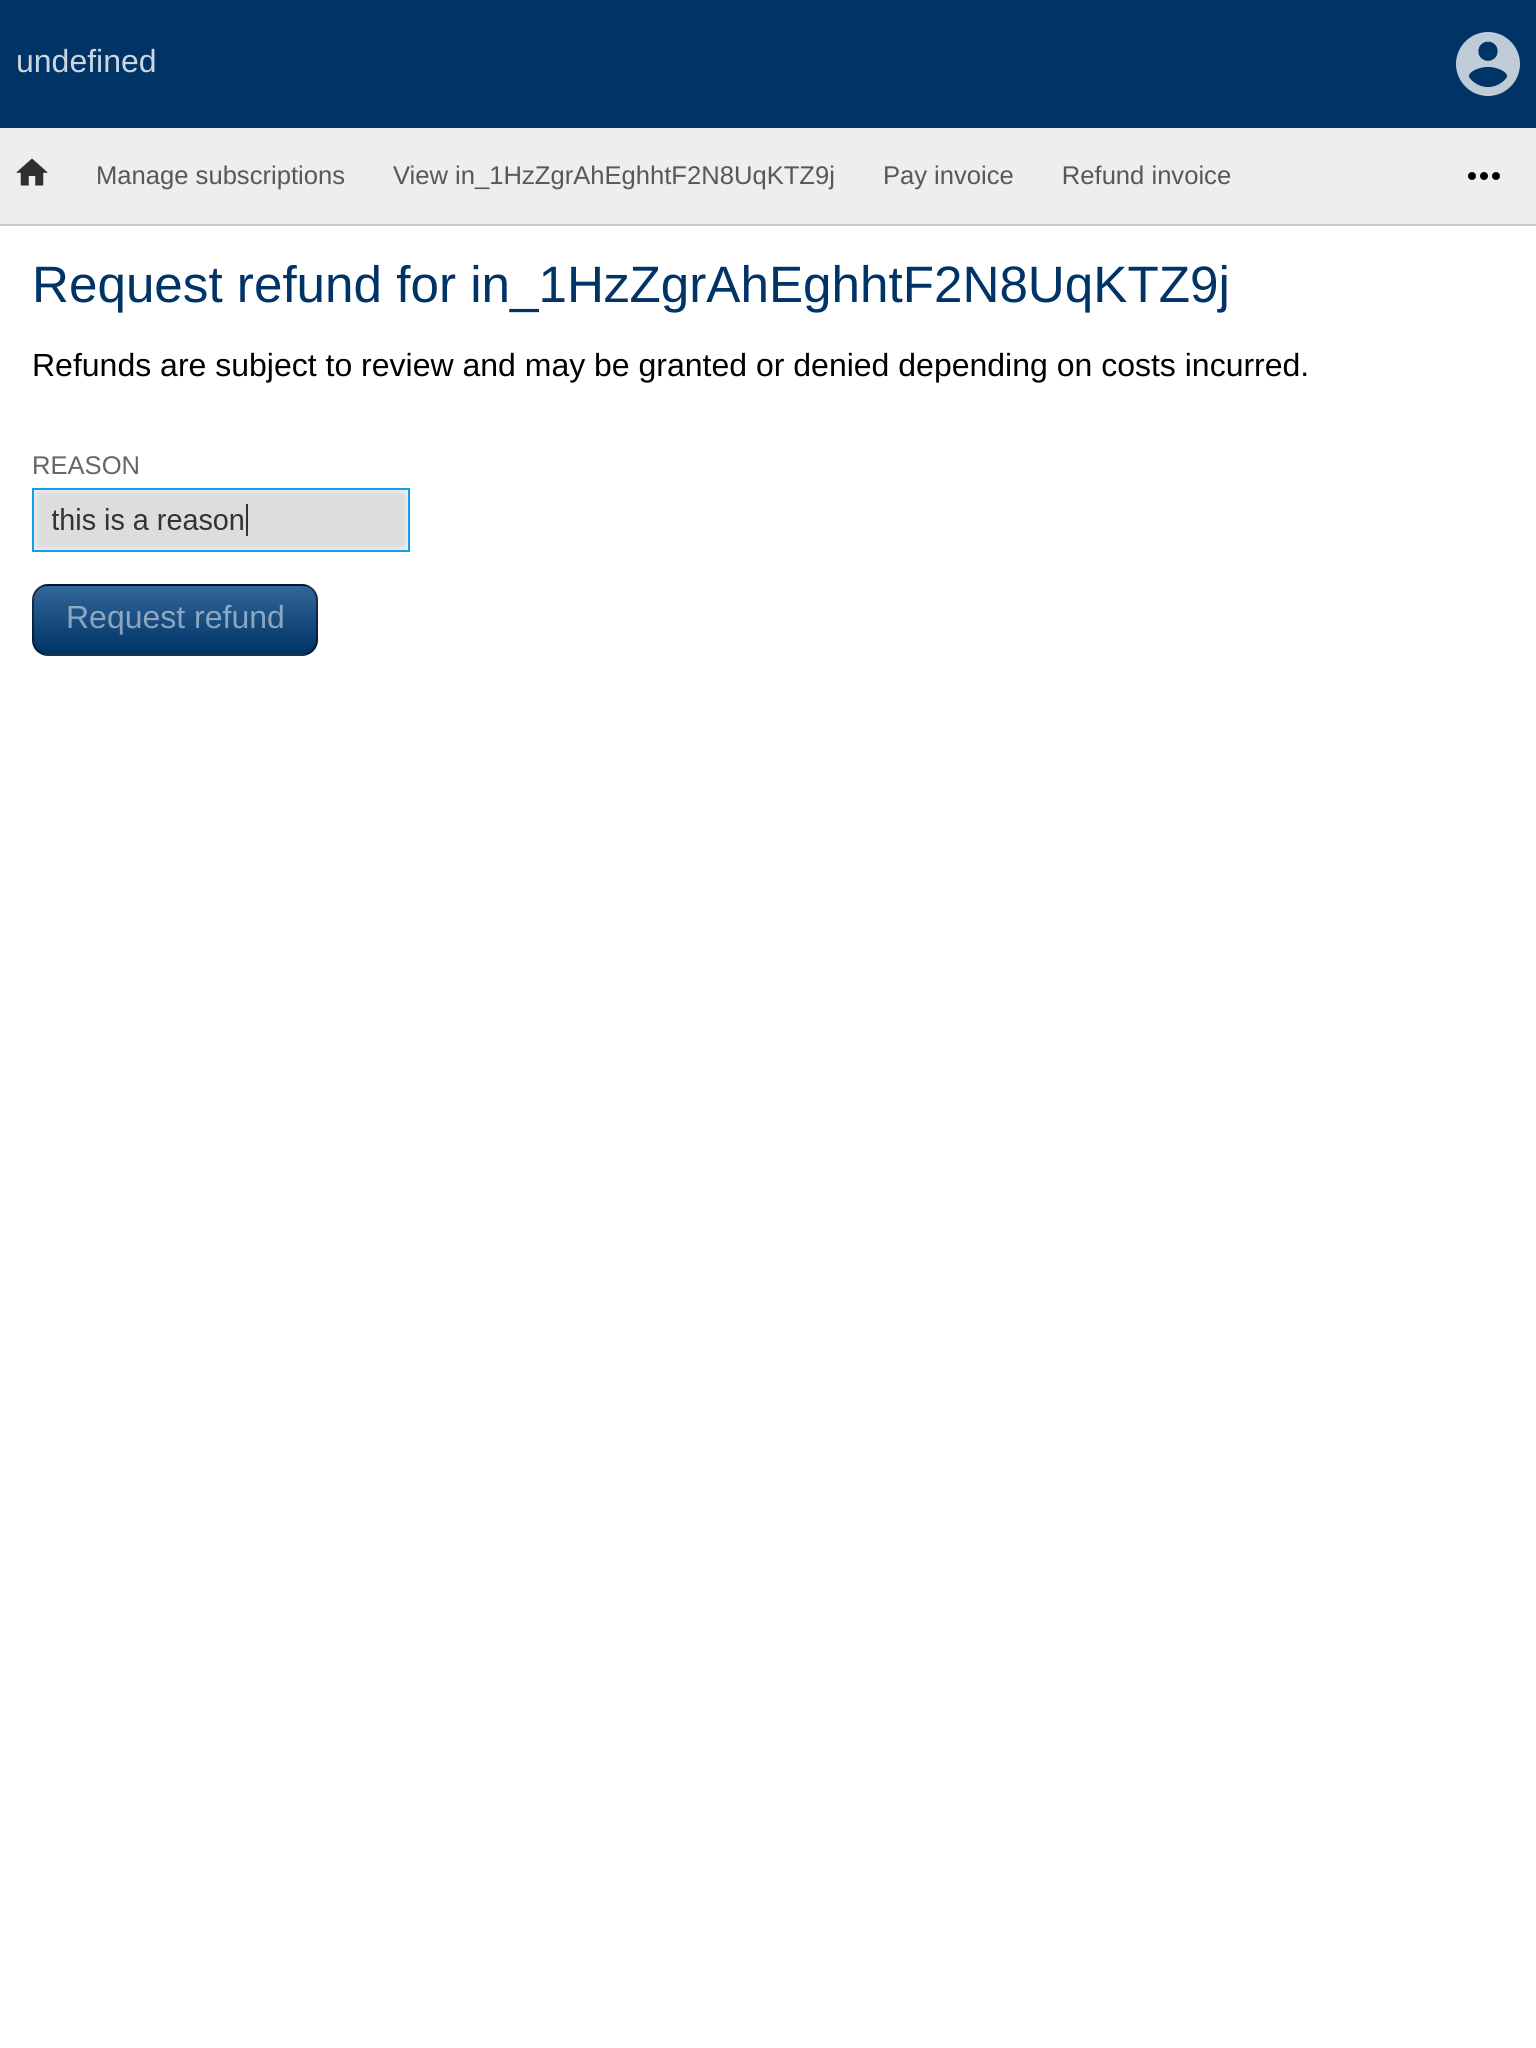 undefined
Manage subscriptions View in_1HzZgrAhEghhtF2N8UqKTZ9j Pay invoice Refund invoice
Request refund for in_1HzZgrAhEghhtF2N8UqKTZ9j
Refunds are subject to review and may be granted or denied depending on costs incurred.
REASON
this is a reason
Request refund